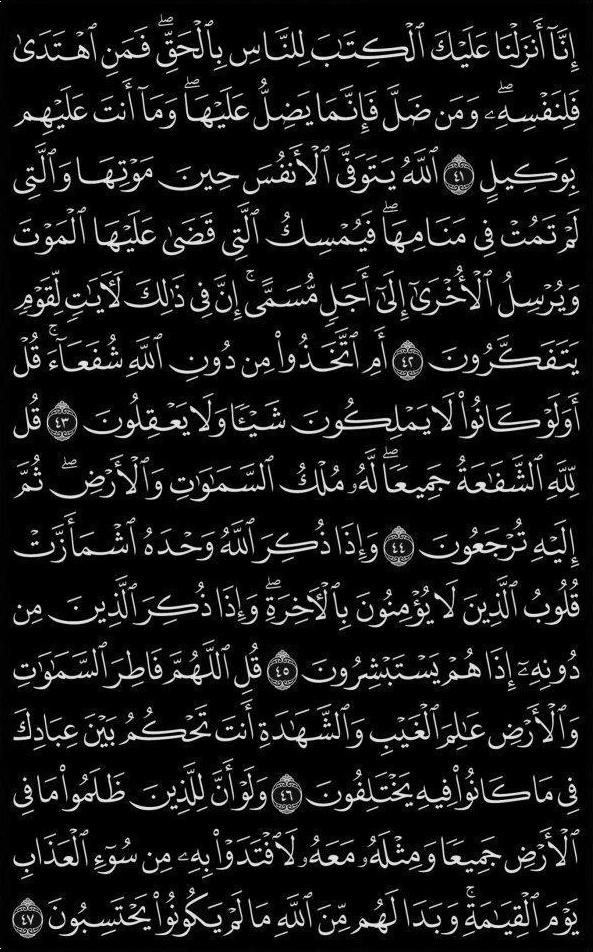 إِنَّآ أَنزَلْنَا عَلَيْكَ ٱلْكِتَٰبَ لِلنَّاسِ بِٱلْحَقِّ ۖ فَمَنِ ٱهْتَدَىٰ
فَلِنَفْسِهِۦ ۖ وَمَن ضَلَّ فَإِنَّمَا يَضِلُّ عَلَيْهَا ۖ وَمَآ أَنتَ عَلَيْهِم
بِوَكِيلٍ ٤١ ٱللَّهُ يَتَوَفَّى ٱلْأَنفُسَ حِينَ مَوْتِهَا وَٱلَّتِى
لَمْ تَمُتْ فِى مَنَامِهَا ۖ فَيُمْسِكُ ٱلَّتِى قَضَىٰ عَلَيْهَا ٱلْمَوْتَ
وَيُرْسِلُ ٱلْأُخْرَىٰٓ إِلَىٰٓ أَجَلٍ مُّسَمًّى ۚ إِنَّ فِى ذَٰلِكَ لَءَايَٰتٍ لِّقَوْمٍ
يَتَفَكَّرُونَ ٤٢ أَمِ ٱتَّخَذُوا۟ مِن دُونِ ٱللَّهِ شُفَعَآءَ ۚ قُلْ
أَوَلَوْ كَانُوا۟ لَا يَمْلِكُونَ شَيْـًٔا وَلَا يَعْقِلُونَ ٤٣ قُل
لِّلَّهِ ٱلشَّفَٰعَةُ جَمِيعًا ۖ لَّهُۥ مُلْكُ ٱلسَّمَٰوَٰتِ وَٱلْأَرْضِ ۖ ثُمَّ
إِلَيْهِ تُرْجَعُونَ ٤٤ وَإِذَا ذُكِرَ ٱللَّهُ وَحْدَهُ ٱشْمَأَزَّتْ
قُلُوبُ ٱلَّذِينَ لَا يُؤْمِنُونَ بِٱلْءَاخِرَةِ ۖ وَإِذَا ذُكِرَ ٱلَّذِينَ مِن
دُونِهِۦٓ إِذَا هُمْ يَسْتَبْشِرُونَ ٤٥ قُلِ ٱللَّهُمَّ فَاطِرَ ٱلسَّمَٰوَٰتِ
وَٱلْأَرْضِ عَٰلِمَ ٱلْغَيْبِ وَٱلشَّهَٰدَةِ أَنتَ تَحْكُمُ بَيْنَ عِبَادِكَ
فِى مَا كَانُوا۟ فِيهِ يَخْتَلِفُونَ ٤٦ وَلَوْ أَنَّ لِلَّذِينَ ظَلَمُوا۟ مَا فِى
ٱلْأَرْضِ جَمِيعًا وَمِثْلَهُۥ مَعَهُۥ لَٱفْتَدَوْا۟ بِهِۦ مِن سُوٓءِ ٱلْعَذَابِ
يَوْمَ ٱلْقِيَٰمَةِ ۚ وَبَدَا لَهُم مِّنَ ٱللَّهِ مَا لَمْ يَكُونُوا۟ يَحْتَسِبُونَ ٤٧